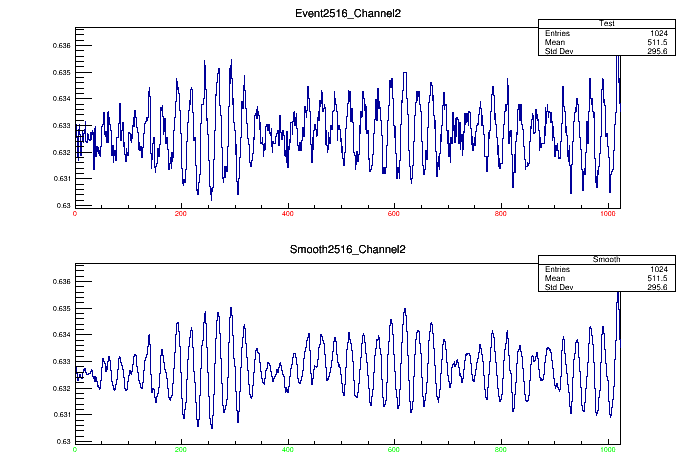 Event2516_Channel2
Test
Entries 1024
Mean 511.5
Std Dev 295.6
0.636
0.635
0.634
0.633
0.632
0.631
0.63
0 200 400 600 800 1000
Smooth2516_Channel2
Smooth
Entries 1024
Mean 511.5
Std Dev 295.6
0.636
0.635
0.634
0.633
0.632
0.631
0.63
0 200 400 600 800 1000